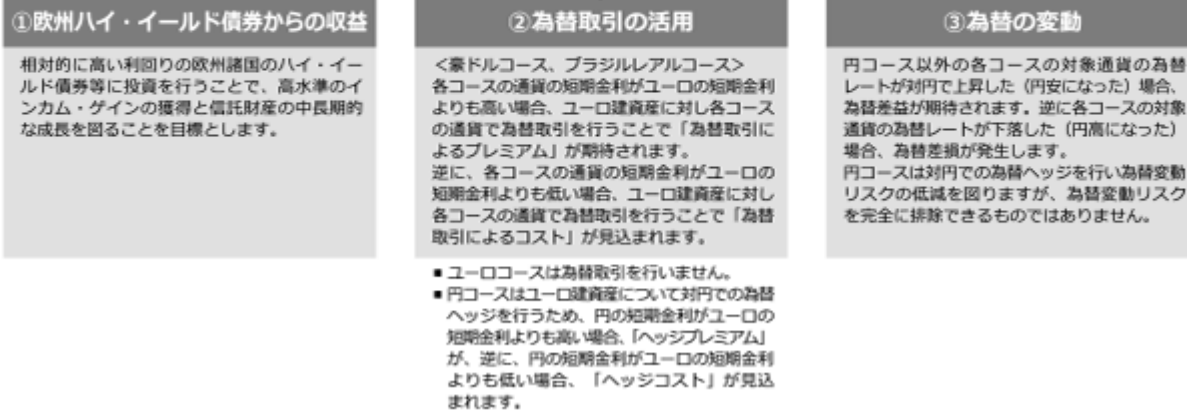 ①欧州ハイ・イールド債券からの収益
相対的に高い利回りの欧州諸国のハイ・イー
ルド債券等に投資を行うことで、高水準のイ
ンカム・ゲインの獲得と信託財産の中長期的
な成長を図ることを目標とします。
②為替取引の活用
＜豪ドルコース、ブラジルレアルコース＞
各コースの通貨の短期金利がユーロの短期金利
よりも高い場合、ユーロ建資産に対し各コース
の通貨で為替取引を行うことで「為替取引に
よるプレミアム」が期待されます。
逆に、各コースの通貨の短期金利がユーロの
短期金利よりも低い場合、ユーロ建資産に対し
各コースの通貨で為替取引を行うことで「為替
取引によるコスト」が見込まれます。
■ユーロコースは為替取引を行いません。
■円コースはユーロ建資産について対円での為替
ヘッジを行うため、円の短期金利がユーロの
短期金利よりも高い場合、「ヘッジプレミアム」
が、逆に、円の短期金利がユーロの短期金利
よりも低い場合、「ヘッジコスト」が見込
まれます。
③為替の変動
円コース以外の各コースの対象通貨の為替
レートが対円で上昇した（円安になった）場合、
為替差益が期待されます。逆に各コースの対象
通貨の為替レートが下落した（円高になった）
場合、為替差損が発生します。
円コースは対円での為替ヘッジを行い為替変動
リスクの低減を図りますが、為替変動リスク
を完全に排除できるものではありません。